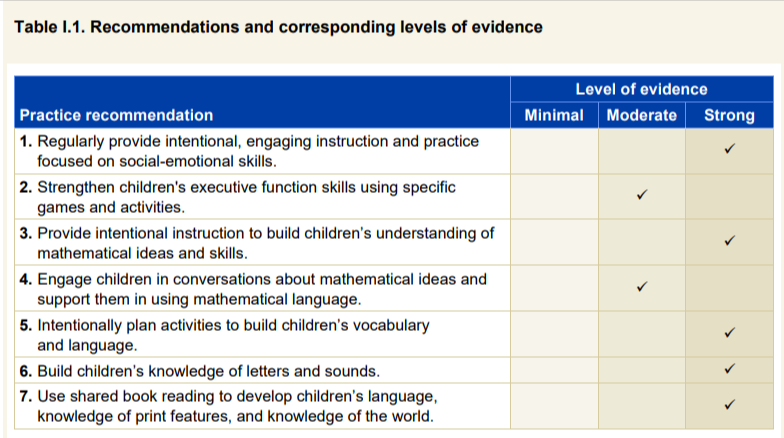 Table I.1. Recommendations and corresponding levels of evidence
Level of evidence
Practice recommendation Minimal Moderate Strong
1. Regularly provide intentional, engaging instruction and practice
focused on social-emotional skills. ✓
2. Strengthen children's executive function skills using specific
games and activities. ✓
3. Provide intentional instruction to build children’s understanding of
mathematical ideas and skills. ✓
4. Engage children in conversations about mathematical ideas and
support them in using mathematical language. ✓
5. Intentionally plan activities to build children’s vocabulary
and language. ✓
6. Build children’s knowledge of letters and sounds. ✓
7. Use shared book reading to develop children’s language,
knowledge of print features, and knowledge of the world. ✓